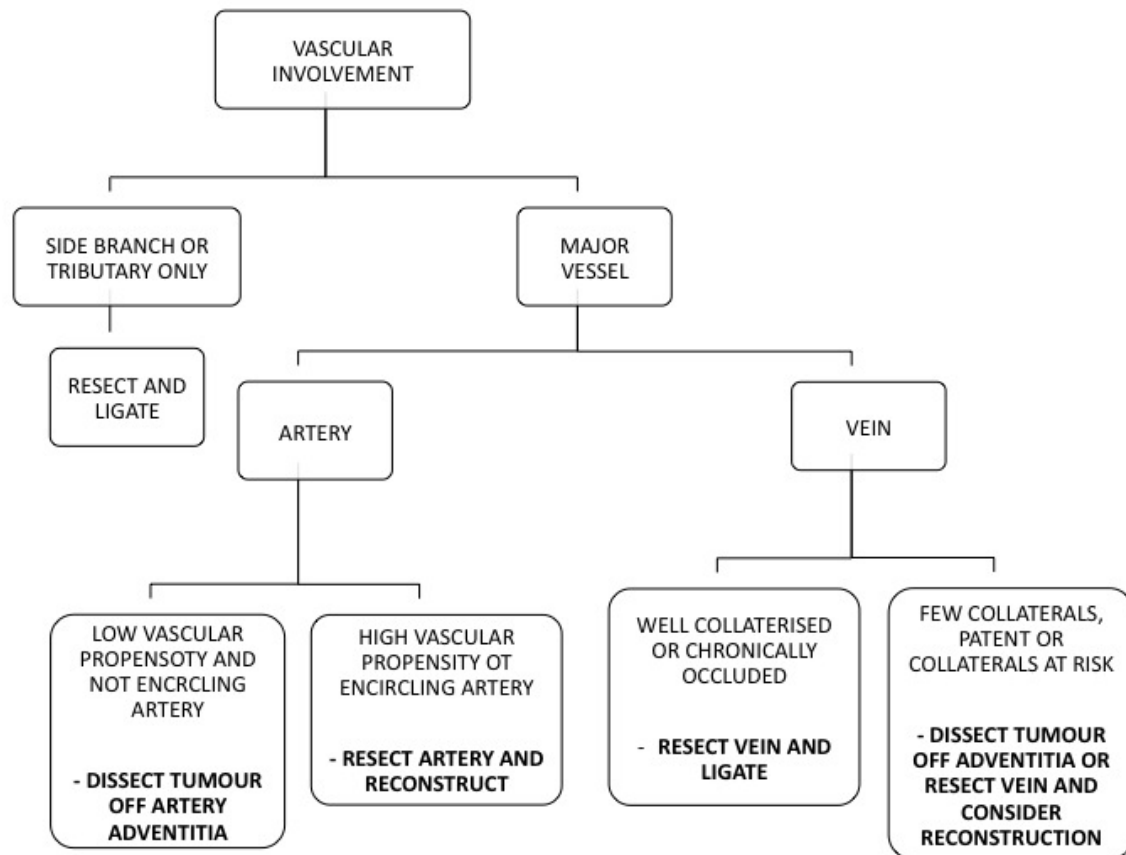 VASCULAR
INVOLVEMENT
SIDE BRANCH OR
TRIBUTARY ONLY
MAJOR
VESSEL
RESECT AND
LIGATE
ARTERY
VEIN
LOW VASCULAR
PROPENSOTY AND
NOT ENCRCLING
ARTERY
- DISSECT TUMOUR
OFF ARTERY
ADVENTITIA
HIGH VASCULAR
PROPENSITY OT
ENCIRCLING ARTERY
- RESECT ARTERY AND
RECONSTRUCT
WELL COLLATERISED
OR CHRONICALLY
OCCLUDED
- RESECT VEIN AND
LIGATE
FEW COLLATERALS,
PATENT OR
COLLATERALS AT RISK
- DISSECT TUMOUR
OFF ADVENTITIA OR
RESECT VEIN AND
CONSIDER
RECONSTRUCTION